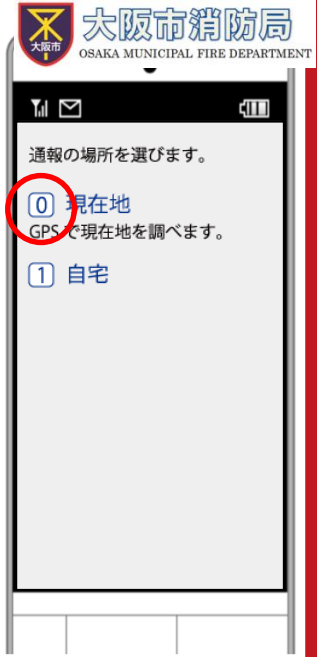 大阪市
大阪市消防局
OSAKA MUNICIPAL FIRE DEPARTMENT
通報の場所を選びます。
0 現在地
GPSで現在地を調べます。
1 自宅